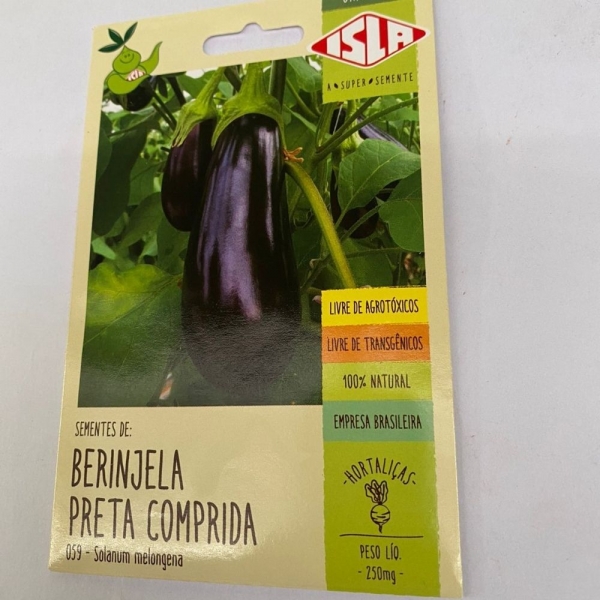 ISLA
A SUPER SEMENTE
ISLA
LIVRE DE AGROTÓXICOS
LIVRE DE TRANSGÊNICOS
100% NATURAL
EMPRESA BRASILEIRA
SEMENTES DE:
BERINJELA
PRETA COMPRIDA
059 - Solanum melongena
-HORTALIÇAS-
PESO LÍQ.
- 250mg -